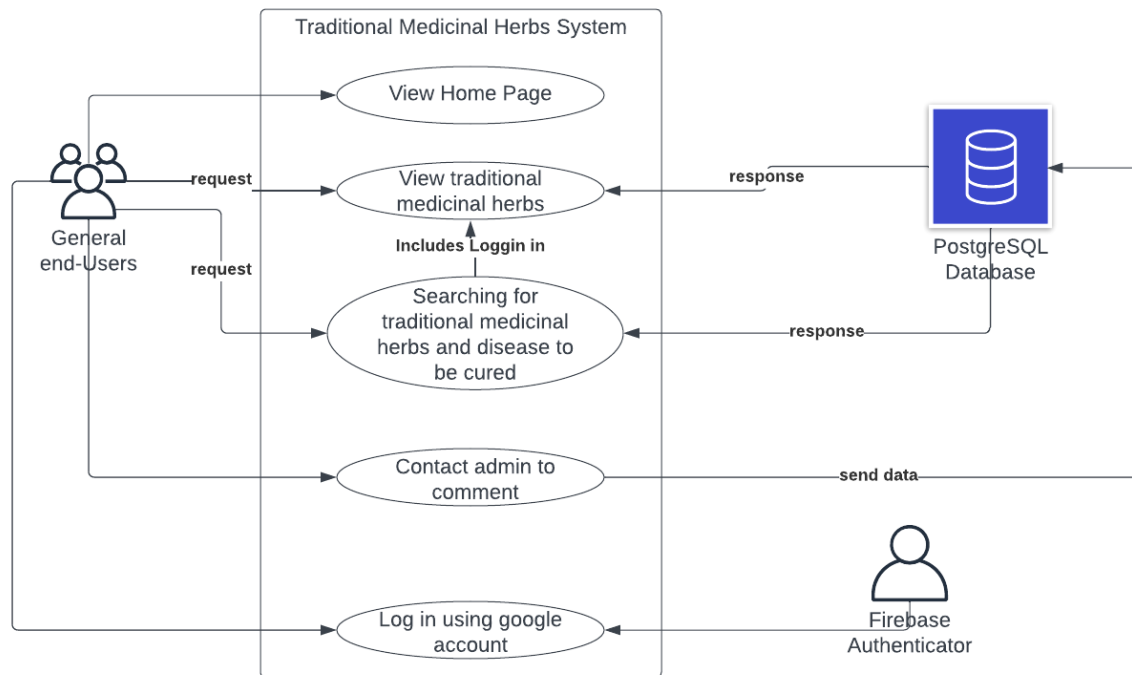 Traditional Medicinal Herbs System
View Home Page
request
View traditional
medicinal herbs
response
General
end-Users
Includes Loggin in
PostgreSQL
Database
request
Searching for
traditional medicinal
herbs and disease to
be cured
response
Contact admin to
comment
send data
Log in using google
account
Firebase
Authenticator